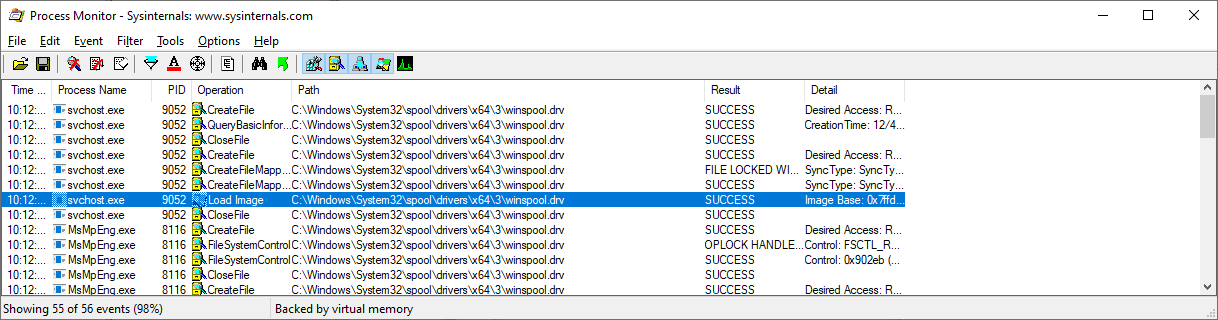 Process Monitor - Sysinternals: www.sysinternals.com
File Edit Event Filter Tools Options Help
Time ... Process Name PID Operation Path Result Detail
10:12:... svchost.exe 9052 CreateFile C:\Windows\System32\spool\drivers\x64\3\winspool.drv SUCCESS Desired Access: R...
10:12:... svchost.exe 9052 QueryBasicInfor... C:\Windows\System32\spool\drivers\x64\3\winspool.drv SUCCESS CreationTime: 12/4...
10:12:... svchost.exe 9052 CloseFile C:\Windows\System32\spool\drivers\x64\3\winspool.drv SUCCESS
10:12:... svchost.exe 9052 CreateFile C:\Windows\System32\spool\drivers\x64\3\winspool.drv SUCCESS Desired Access: R...
10:12:... svchost.exe 9052 CreateFileMapp... C:\Windows\System32\spool\drivers\x64\3\winspool.drv FILE LOCKED WI... SyncType: SyncTy...
10:12:... svchost.exe 9052 CreateFileMapp... C:\Windows\System32\spool\drivers\x64\3\winspool.drv SUCCESS SyncType: SyncTy...
10:12:... svchost.exe 9052 Load Image C:\Windows\System32\spool\drivers\x64\3\winspool.drv SUCCESS Image Base: 0x7ffd...
10:12:... svchost.exe 9052 CloseFile C:\Windows\System32\spool\drivers\x64\3\winspool.drv SUCCESS
10:12:... MsMpEng.exe 8116 CreateFile C:\Windows\System32\spool\drivers\x64\3\winspool.drv SUCCESS Desired Access: R...
10:12:... MsMpEng.exe 8116 FileSystemControl C:\Windows\System32\spool\drivers\x64\3\winspool.drv OPLOCK HANDLE... Control: FSCTL_R...
10:12:... MsMpEng.exe 8116 FileSystemControl C:\Windows\System32\spool\drivers\x64\3\winspool.drv SUCCESS Control: 0x902eb (...
10:12:... MsMpEng.exe 8116 CloseFile C:\Windows\System32\spool\drivers\x64\3\winspool.drv SUCCESS
10:12:... MsMpEng.exe 8116 CreateFile C:\Windows\System32\spool\drivers\x64\3\winspool.drv SUCCESS Desired Access: R...
Showing 55 of 56 events (98%) Backed by virtual memory